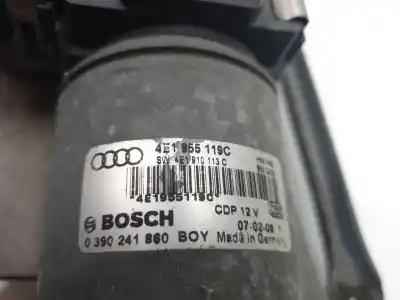 4E1 955 119C
SW 4E1 910 113 C
4E1955119C
BOSCH CDP 12 V
07-02-08
0 390 241 860 BOY Made in Germany